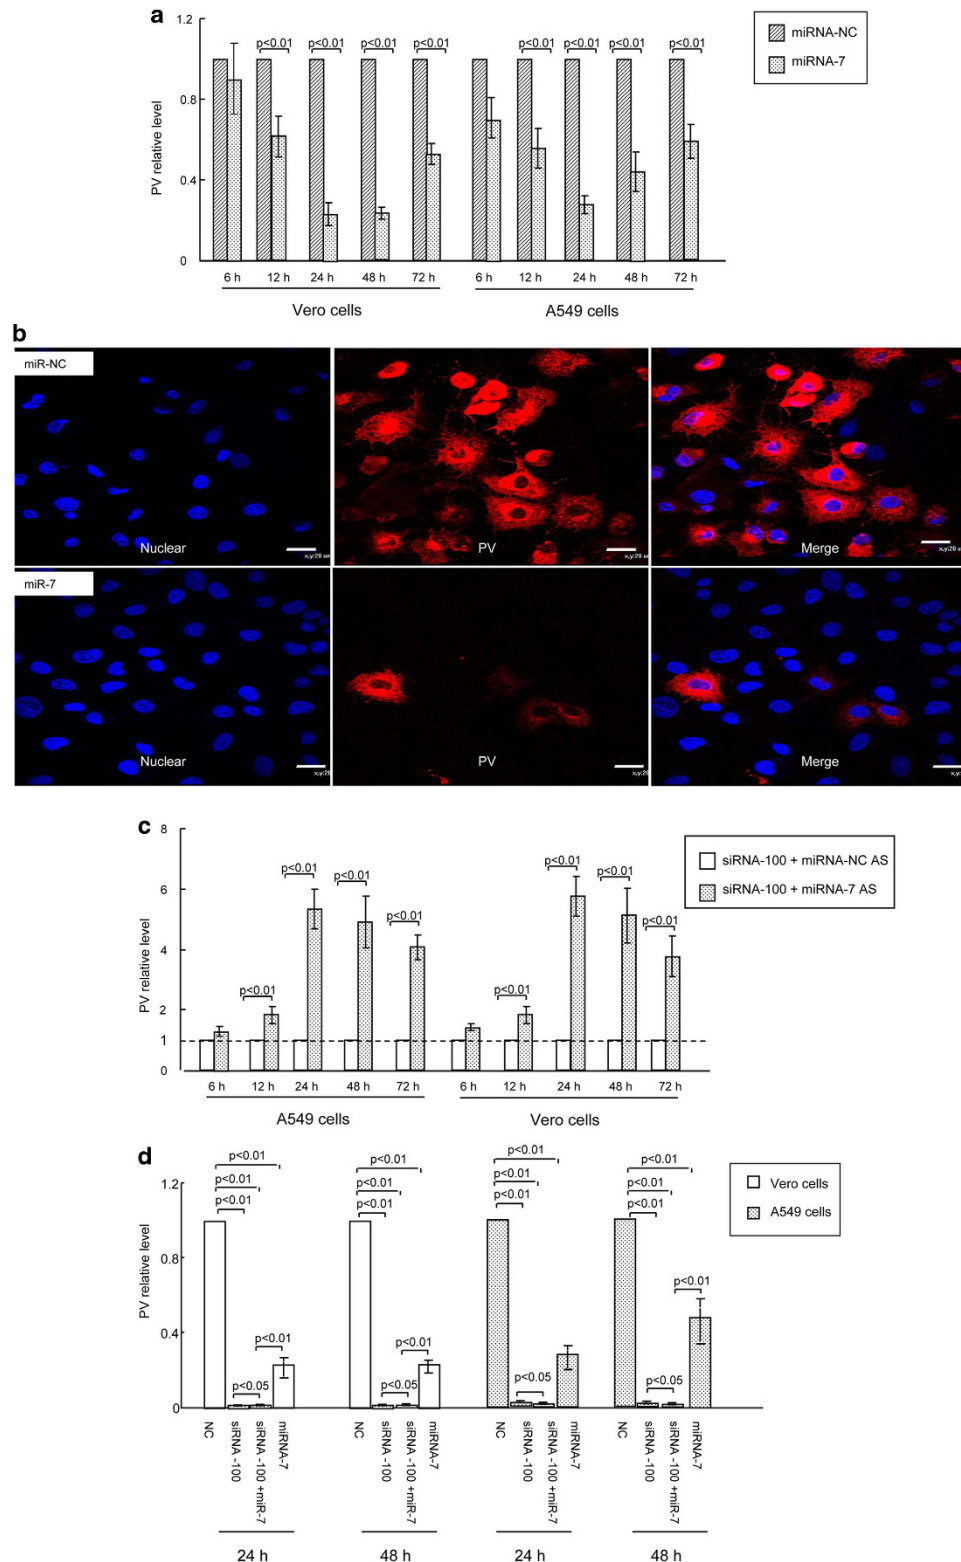 a
1.2
p<0.01 p<0.01 p<0.01 p<0.01 p<0.01 p<0.01 p<0.01 p<0.01
miRNA-NC
miRNA-7
0.8
0.4
0
PV relative level
6 h 12 h 24 h 48 h 72 h 6 h 12 h 24 h 48 h 72 h
Vero cells A549 cells
b
miR-NC
Nuclear PV Merge
miR-7
Nuclear PV Merge
c
8
6
4
2
1
0
PV relative level
siRNA-100 + miRNA-NC AS
siRNA-100 + miRNA-7 AS
p<0.01 p<0.01 p<0.01 p<0.01 p<0.01 p<0.01 p<0.01 p<0.01
6 h 12 h 24 h 48 h 72 h 6 h 12 h 24 h 48 h 72 h
A549 cells Vero cells
d
p<0.01 p<0.01 p<0.01 p<0.01
p<0.01 p<0.01 p<0.01 p<0.01
p<0.01 p<0.01 p<0.01 p<0.01
1.2
0.8
0.4
0
PV relative level
Vero cells
A549 cells
p<0.01 p<0.01 p<0.01
p<0.05 p<0.05 p<0.05 p<0.05
NC siRNA-100 siRNA-100+miR-7 miRNA-7 NC siRNA-100 siRNA-100+miR-7 miRNA-7 NC siRNA-100 siRNA-100+miR-7 miRNA-7 NC siRNA-100 siRNA-100+miR-7 miRNA-7
24 h 48 h 24 h 48 h